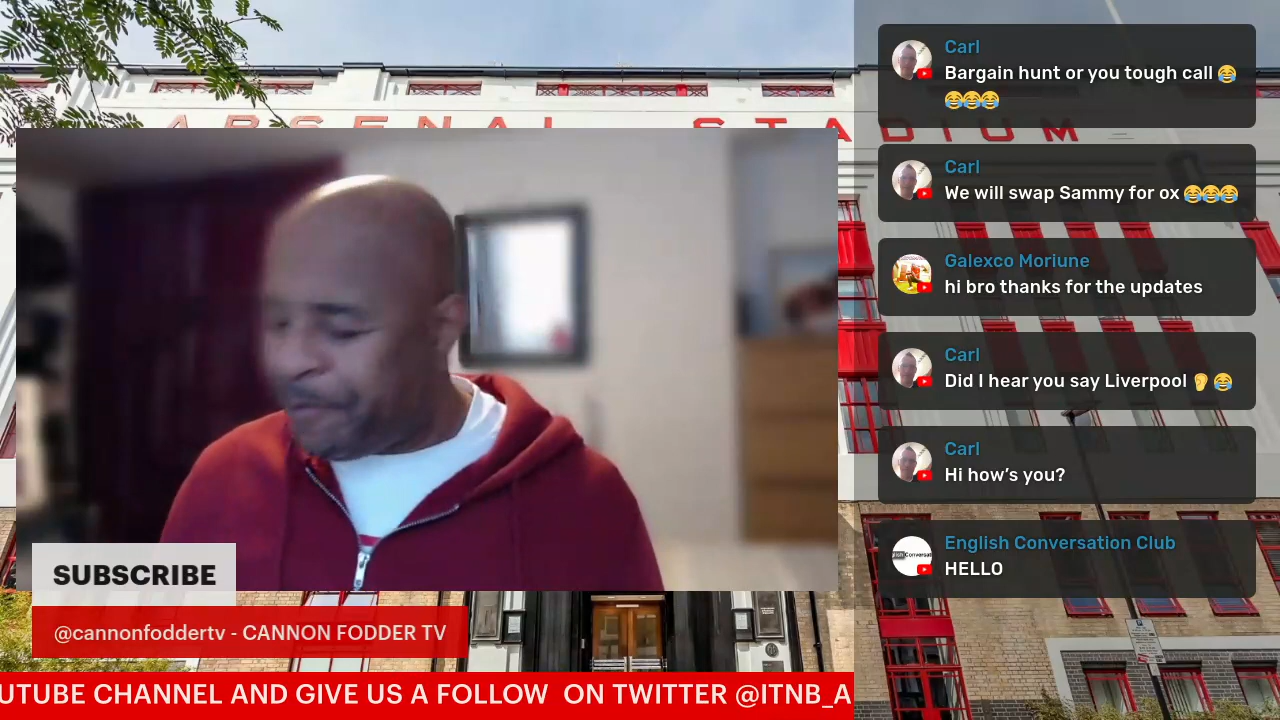 ARSENAL STADIUM
SUBSCRIBE
@cannonfoddertv - CANNON FODDER TV
UTUBE CHANNEL AND GIVE US A FOLLOW ON TWITTER @ITNB_A
Carl
Bargain hunt or you tough call 😂
😂😂😂
Carl
We will swap Sammy for ox 😂😂😂
Galexco Moriune
hi bro thanks for the updates
Carl
Did I hear you say Liverpool 👂😂
Carl
Hi how’s you?
English Conversation Club
HELLO